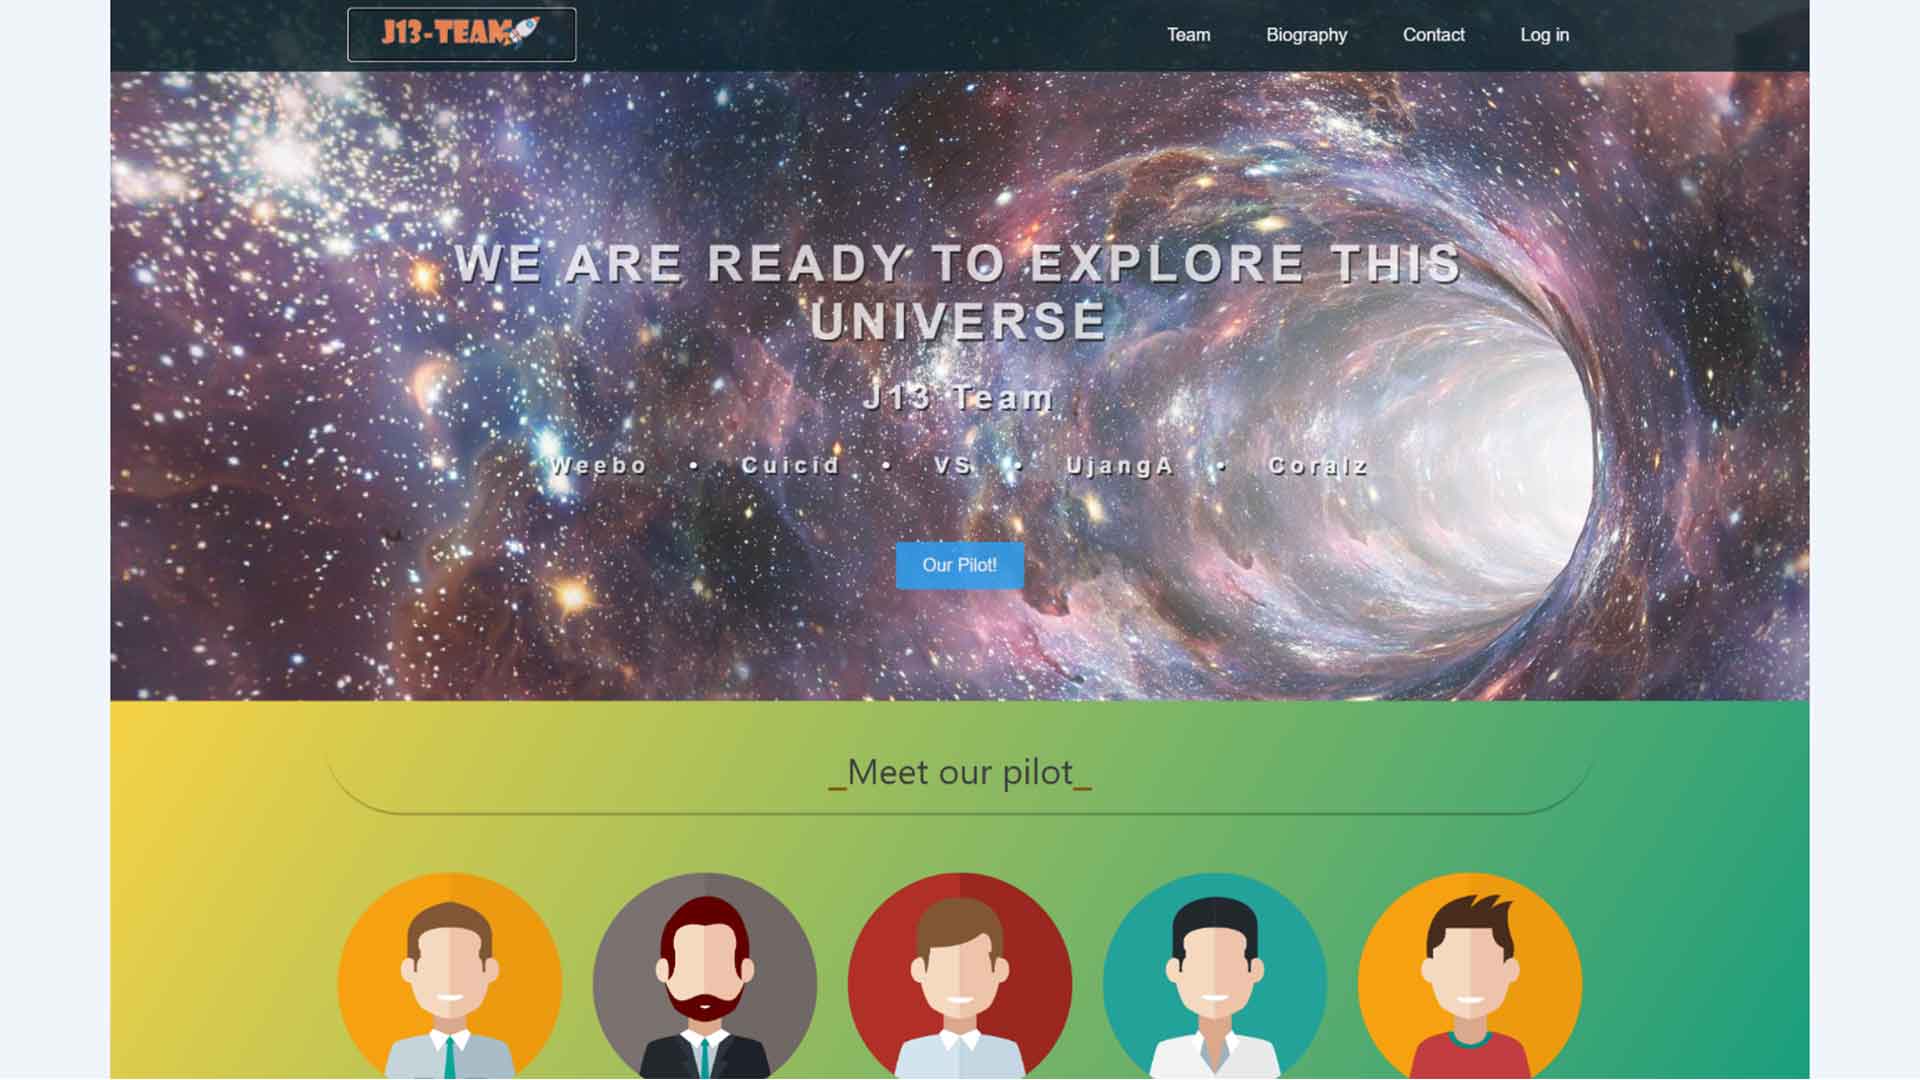 J13-TEAM
Team Biography Contact Log in
WE ARE READY TO EXPLORE THIS
UNIVERSE
J13 Team
Weebo • Cuicid • VS • UjangA • Coralz
Our Pilot!
_Meet our pilot_